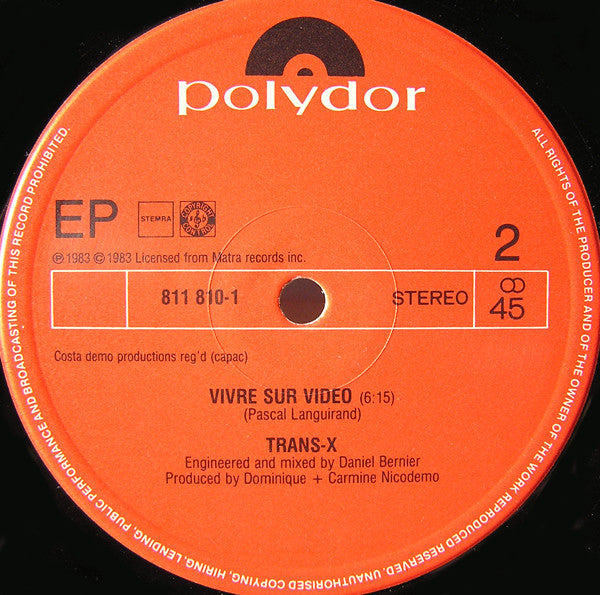 polydor
EP
STEMRA
COPYRIGHT CONTROL
2
℗ 1983 © 1983 Licensed from Matra records inc.
811 810-1
STEREO
45
Costa demo productions reg'd (capac)
VIVRE SUR VIDEO (6:15)
(Pascal Languirand)
TRANS-X
Engineered and mixed by Daniel Bernier
Produced by Dominique + Carmine Nicodemo
ALL RIGHTS OF THE PRODUCER AND OF THE OWNER OF THE WORK REPRODUCED RESERVED. UNAUTHORISED COPYING, HIRING, LENDING, PUBLIC PERFORMANCE AND BROADCASTING OF THIS RECORD PROHIBITED.